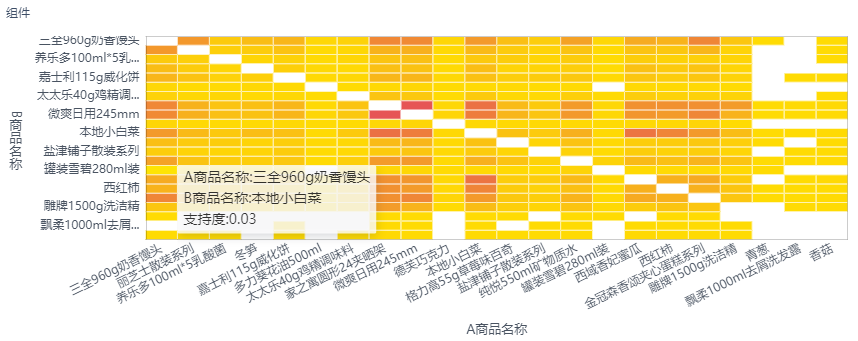 组件
三全960g奶香馒头
养乐多100ml*5乳...
嘉士利115g威化饼
太太乐40g鸡精调...
微爽日用245mm
本地小白菜
盐津铺子散装系列
罐装雪碧280ml装
西红柿
雕牌1500g洗洁精
飘柔1000ml去屑...
B商品名称
A商品名称:三全960g奶香馒头
B商品名称:本地小白菜
支持度:0.03
三全960g奶香馒头
丽芝士散装系列
养乐多100ml*5乳酸菌
冬笋
嘉士利115g威化饼
多力葵花油500ml
太太乐40g鸡精调味料
家之寓圆形24夹晒架
微爽日用245mm
德芙巧克力
本地小白菜
格力高55g草莓味百奇
盐津铺子散装系列
纯悦550ml矿物质水
罐装雪碧280ml装
西域香妃蜜瓜
西红柿
金冠森香颂夹心蛋糕系列
雕牌1500g洗洁精
青葱
飘柔1000ml去屑洗发露
香菇
A商品名称